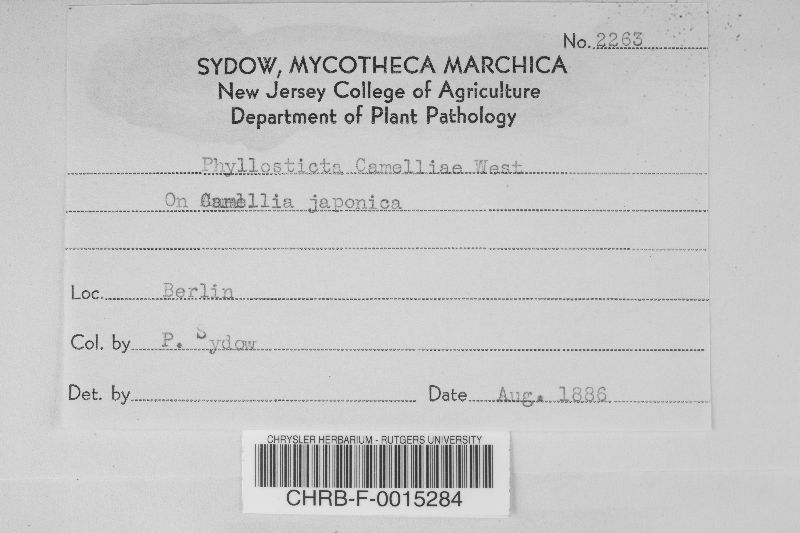 No. 2263
SYDOW, MYCOTHECA MARCHICA
New Jersey College of Agriculture
Department of Plant Pathology
Phyllosticta Camelliae West
On Camellia japonica
Loc. Berlin
Col. by P. Sydow
Det. by Date Aug. 1886
CHRYSLER HERBARIUM - RUTGERS UNIVERSITY
CHRB-F-0015284